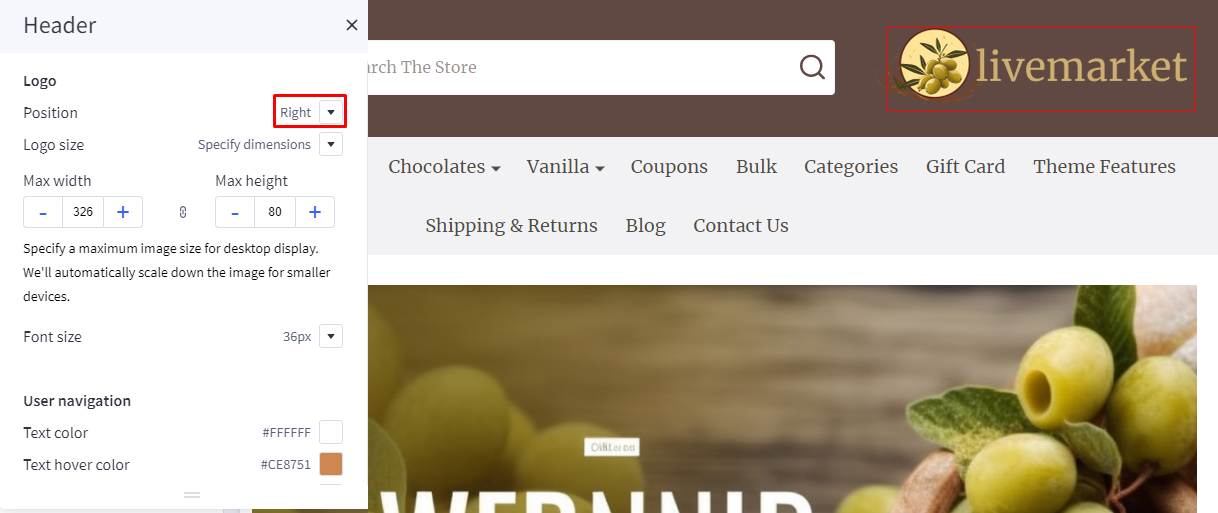 Header
Logo
Position Right
Logo size Specify dimensions
Max width Max height
- 326 + - 80 +
Specify a maximum image size for desktop display.
We'll automatically scale down the image for smaller
devices.
Font size 36px
User navigation
Text color #FFFFFF
Text hover color #CE8751
rch The Store
livemarket
Chocolates Vanilla Coupons Bulk Categories Gift Card Theme Features
Shipping & Returns Blog Contact Us